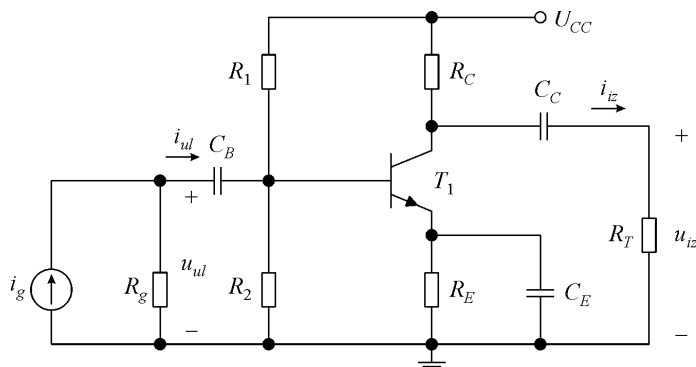 U_CC
R_1
R_C
C_C
i_iz
+
i_ul
C_B
+
T_1
i_g
R_g
u_ul
R_2
R_E
C_E
R_T
u_iz
−
−